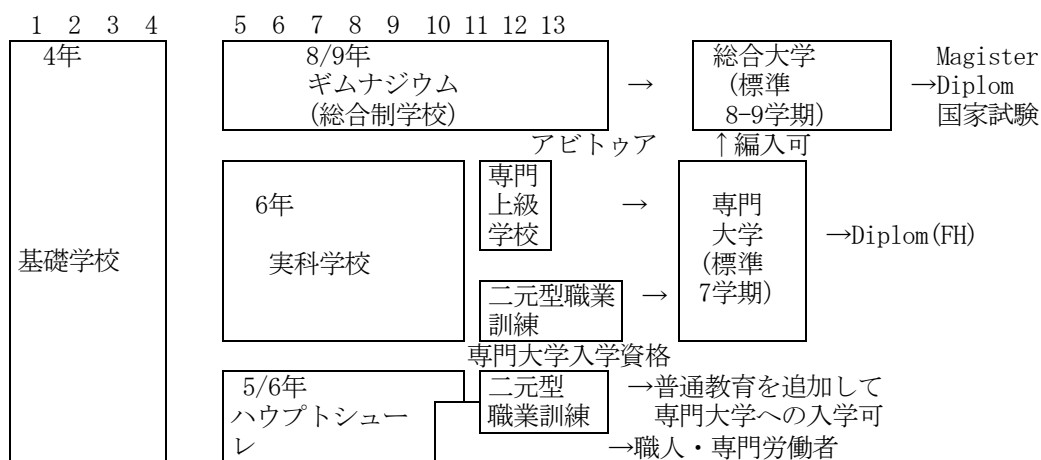 1 2 3 4 5 6 7 8 9 10 11 12 13
4年
基礎学校
8/9年
ギムナジウム
(総合制学校)
→
総合大学
(標準
8-9学期)
Magister
→Diplom
国家試験
アビトゥア
↑編入可
6年
実科学校
専門
上級
学校
→
専門
大学
(標準
7学期)
→Diplom(FH)
二元型職業
訓練
→
専門大学入学資格
5/6年
ハウプトシュー
レ
二元型
職業訓練
→普通教育を追加して
専門大学への入学可
→職人・専門労働者